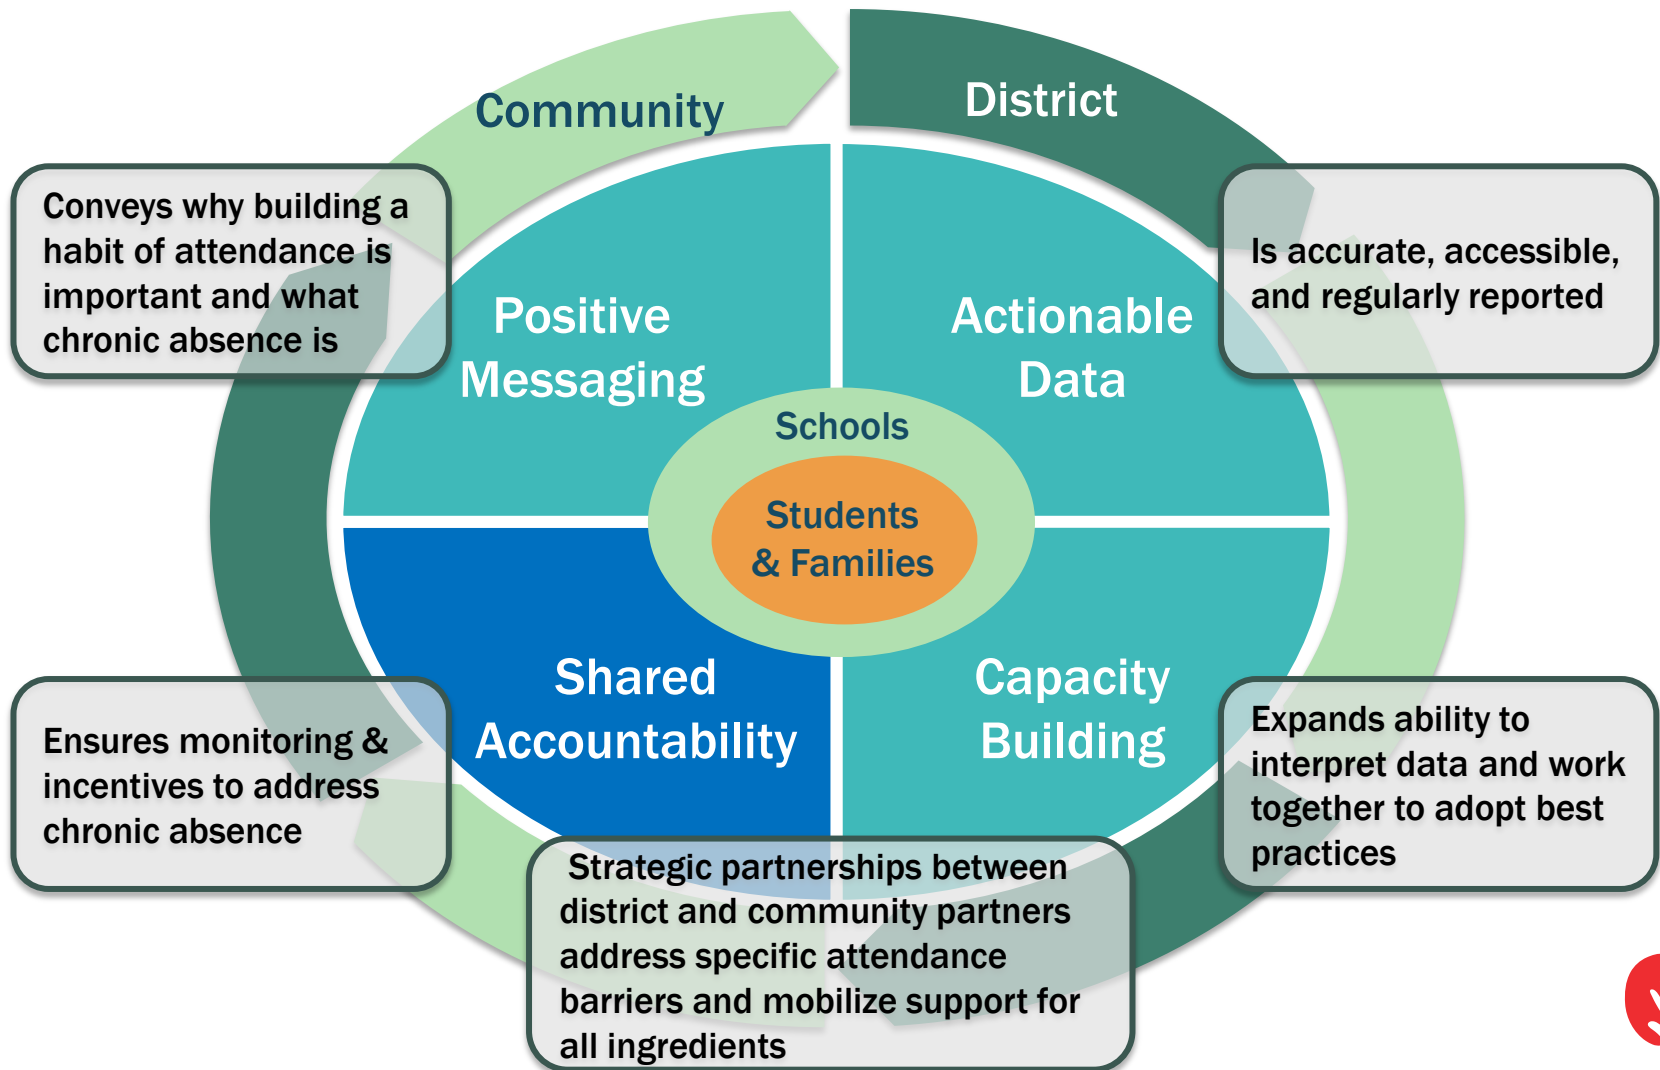 Community
District
Conveys why building a
habit of attendance is
important and what
chronic absence is
Is accurate, accessible,
and regularly reported
Positive
Messaging
Actionable
Data
Schools
Students
& Families
Shared
Accountability
Capacity
Building
Ensures monitoring &
incentives to address
chronic absence
Expands ability to
interpret data and work
together to adopt best
practices
Strategic partnerships between
district and community partners
address specific attendance
barriers and mobilize support for
all ingredients